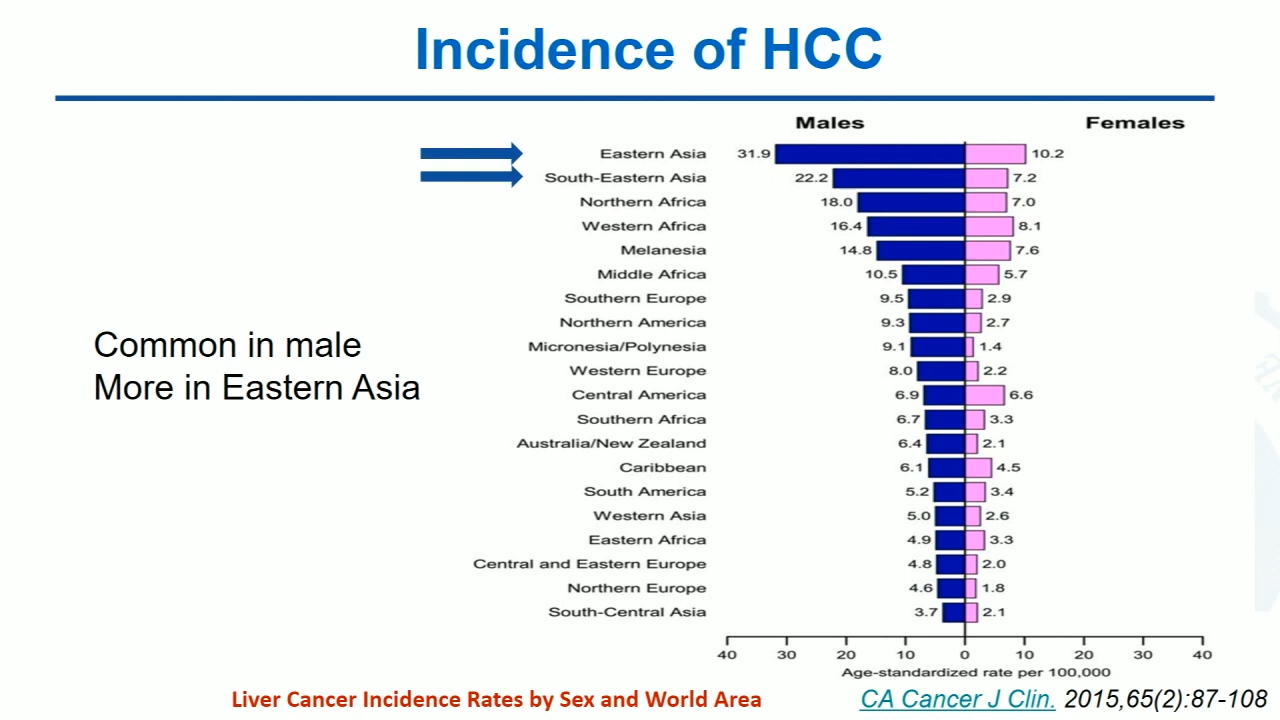 Incidence of HCC
Males Females
Eastern Asia 31.9 10.2
South-Eastern Asia 22.2 7.2
Northern Africa 18.0 7.0
Western Africa 16.4 8.1
Melanesia 14.8 7.6
Middle Africa 10.5 5.7
Southern Europe 9.5 2.9
Northern America 9.3 2.7
Micronesia/Polynesia 9.1 1.4
Western Europe 8.0 2.2
Central America 6.9 6.6
Southern Africa 6.7 3.3
Australia/New Zealand 6.4 2.1
Caribbean 6.1 4.5
South America 5.2 3.4
Western Asia 5.0 2.6
Eastern Africa 4.9 3.3
Central and Eastern Europe 4.8 2.0
Northern Europe 4.6 1.8
South-Central Asia 3.7 2.1
40 30 20 10 0 10 20 30 40
Age-standardized rate per 100,000
Common in male
More in Eastern Asia
Liver Cancer Incidence Rates by Sex and World Area
CA Cancer J Clin. 2015,65(2):87-108